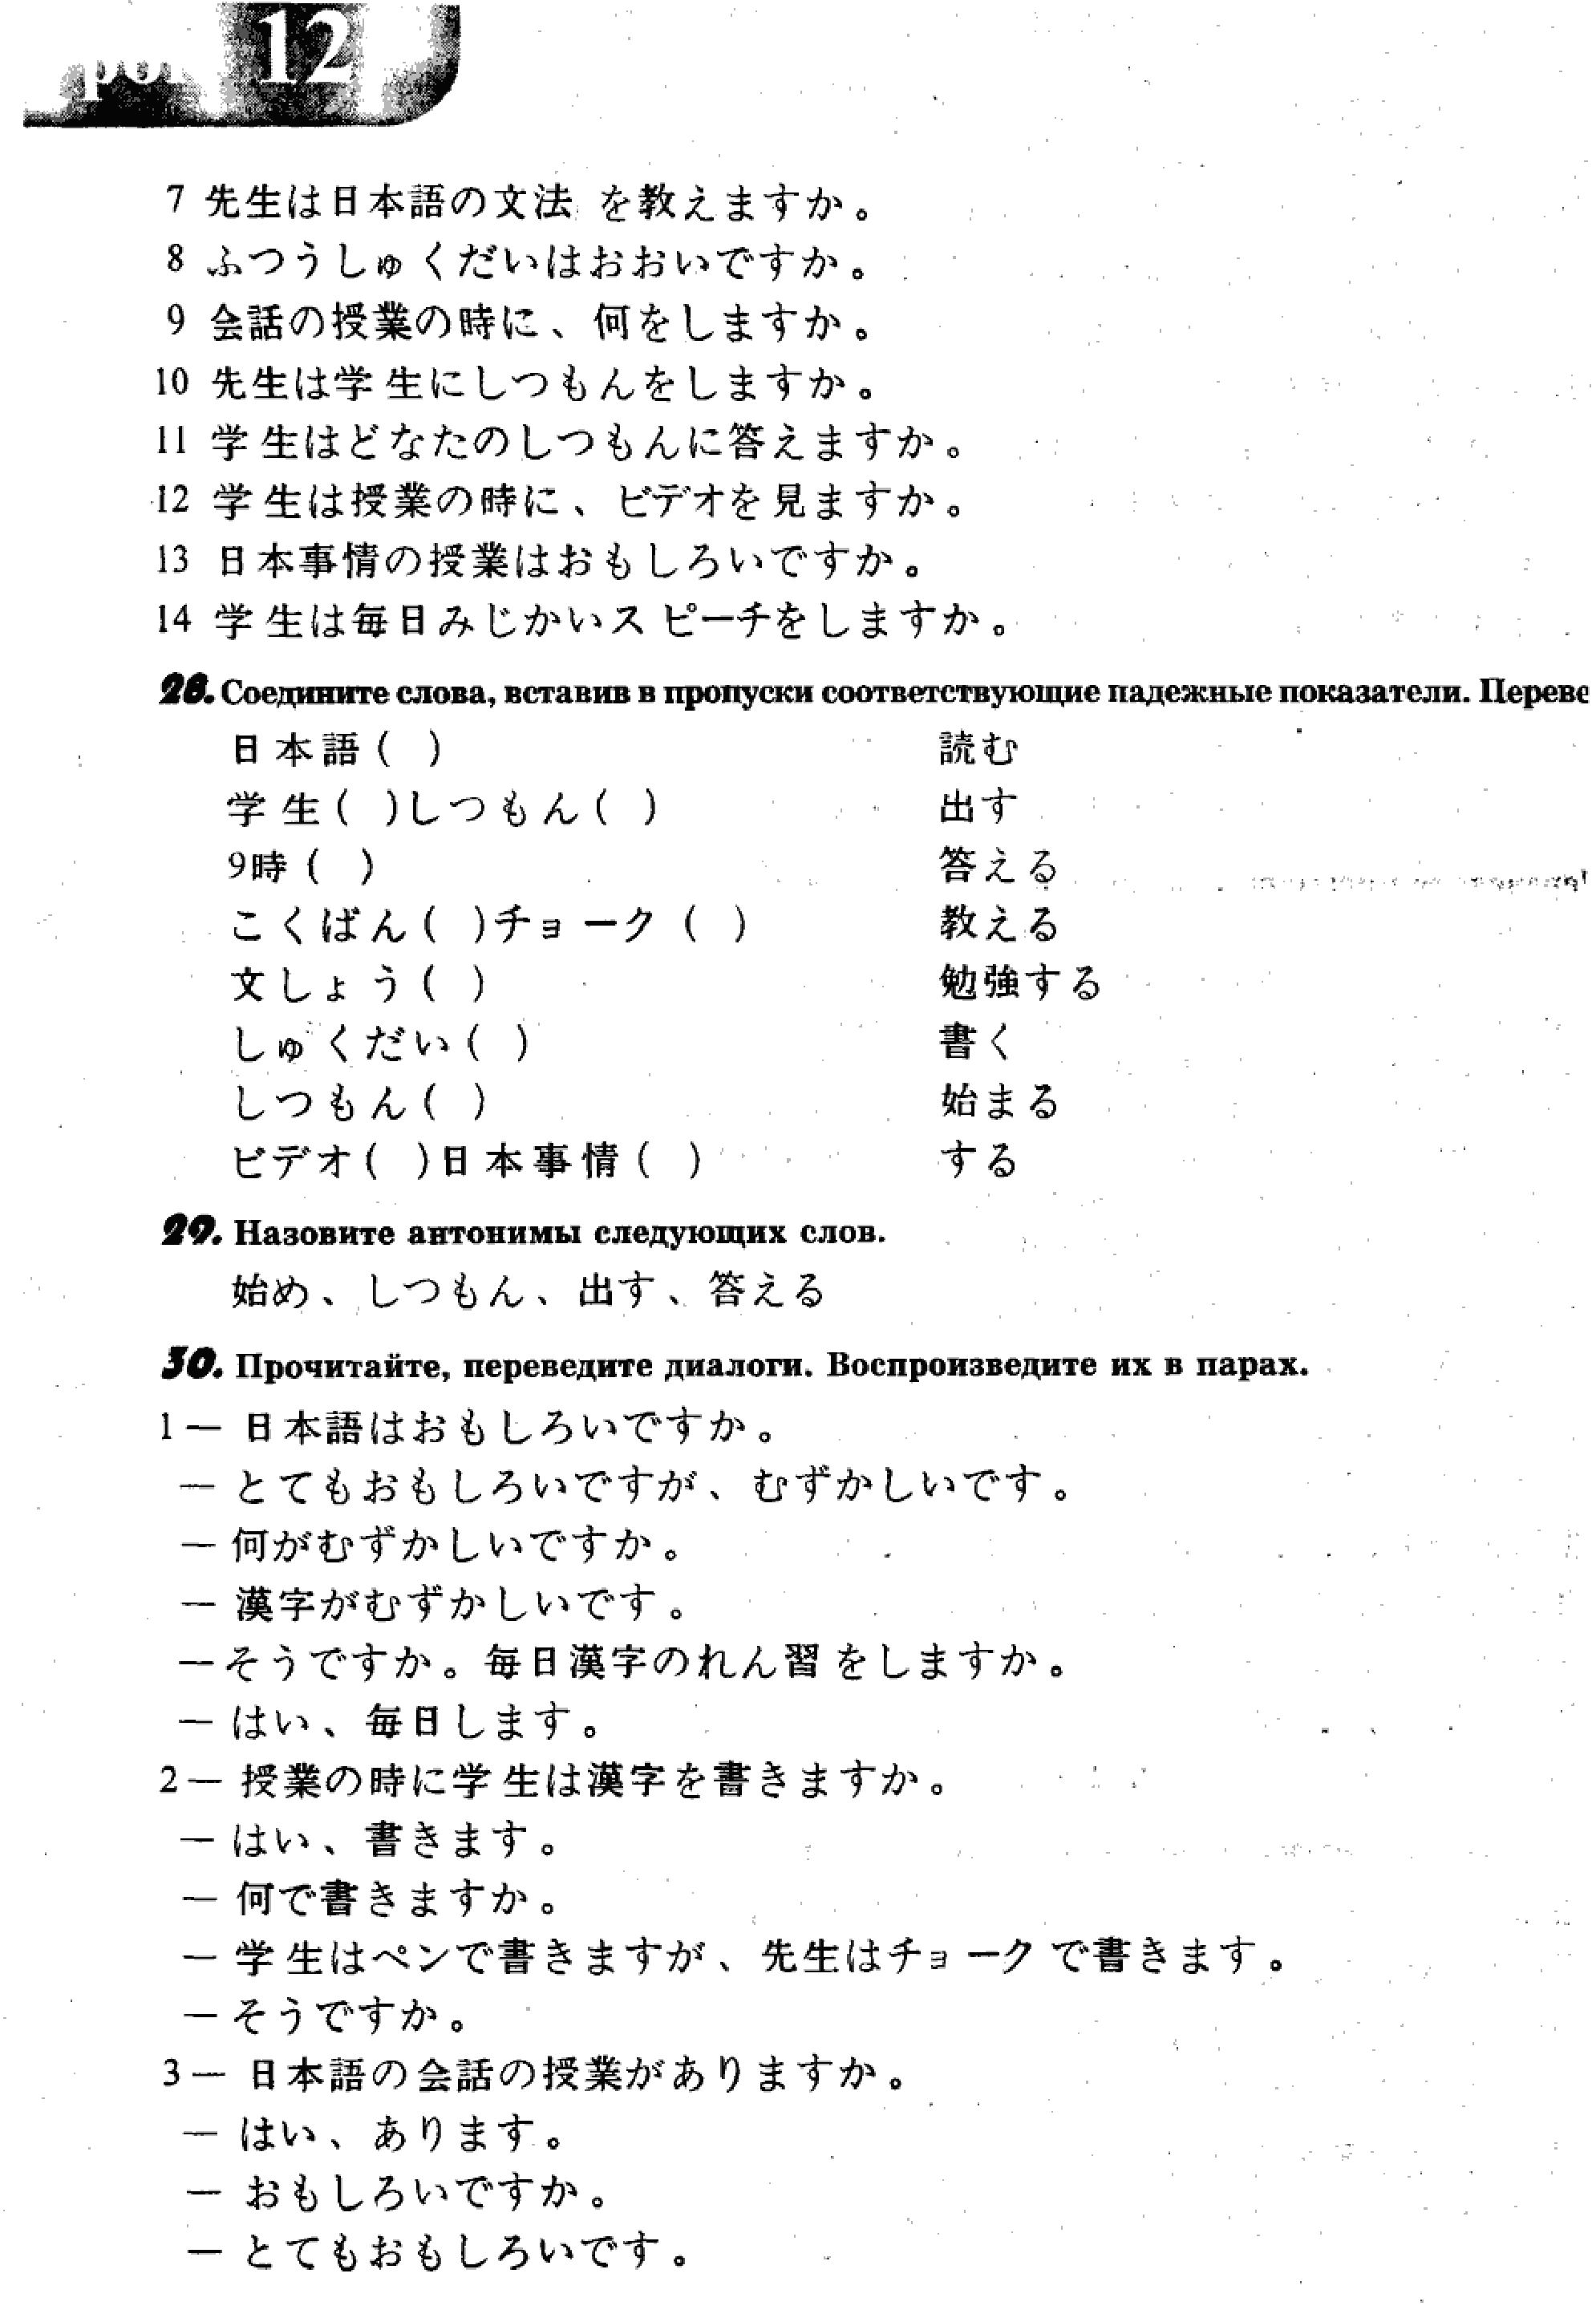 12
7 先生は日本語の文法 を教えますか。
8 ふつうしゅくだいはおおいですか。
9 会話の授業の時に、何をしますか。
10 先生は学生にしつもんをしますか。
11 学生はどなたのしつもんに答えますか。
12 学生は授業の時に、ビデオを見ますか。
13 日本事情の授業はおもしろいですか。
14 学生は毎日みじかいスピーチをしますか。
28. Соедините слова, вставив в пропуски соответствующие падежные показатели. Переве
日本語( ) 読む
学生( )しつもん( ) 出す
9時( ) 答える
こくばん( )チョーク( ) 教える
文しょう( ) 勉強する
しゅくだい( ) 書く
しつもん( ) 始まる
ビデオ( )日本事情( ) する
29. Назовите антонимы следующих слов.
始め、しつもん、出す、答える
30. Прочитайте, переведите диалоги. Воспроизведите их в парах.
1 — 日本語はおもしろいですか。
— とてもおもしろいですが、むずかしいです。
— 何がむずかしいですか。
— 漢字がむずかしいです。
— そうですか。毎日漢字のれん習をしますか。
— はい、毎日します。
2 — 授業の時に学生は漢字を書きますか。
— はい、書きます。
— 何で書きますか。
— 学生はペンで書きますが、先生はチョークで書きます。
— そうですか。
3 — 日本語の会話の授業がありますか。
— はい、あります。
— おもしろいですか。
— とてもおもしろいです。